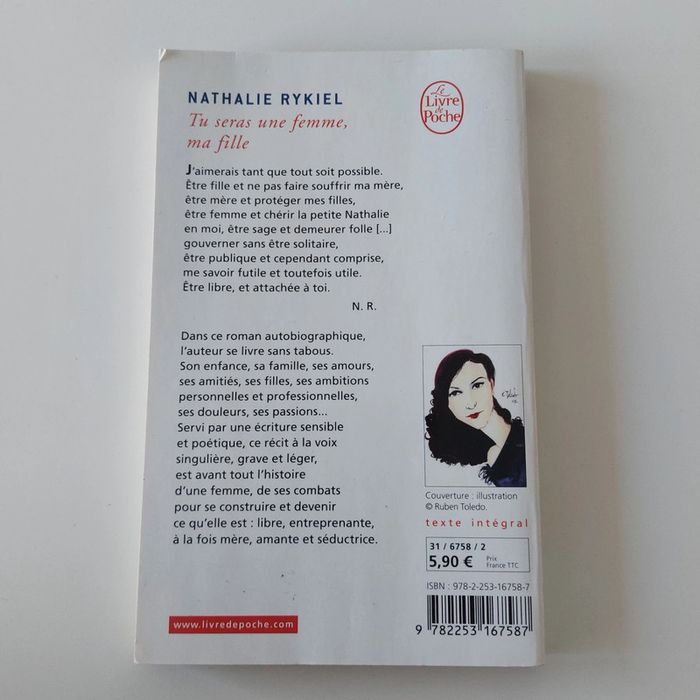 NATHALIE RYKIEL
Tu seras une femme,
ma fille
Le
Livre
de
Poche
J'aimerais tant que tout soit possible.
Être fille et ne pas faire souffrir ma mère,
être mère et protéger mes filles,
être femme et chérir la petite Nathalie
en moi, être sage et demeurer folle [...]
gouverner sans être solitaire,
être publique et cependant comprise,
me savoir futile et toutefois utile.
Être libre, et attachée à toi.
N. R.
Dans ce roman autobiographique,
l'auteur se livre sans tabous.
Son enfance, sa famille, ses amours,
ses amitiés, ses filles, ses ambitions
personnelles et professionnelles,
ses douleurs, ses passions...
Servi par une écriture sensible
et poétique, ce récit à la voix
singulière, grave et léger,
est avant tout l'histoire
d'une femme, de ses combats
pour se construire et devenir
ce qu'elle est : libre, entreprenante,
à la fois mère, amante et séductrice.
Couverture : illustration
© Ruben Toledo.
texte intégral
31 / 6758 / 2
5,90 € Prix
France TTC
ISBN : 978-2-253-16758-7
9 782253 167587
www.livredepoche.com